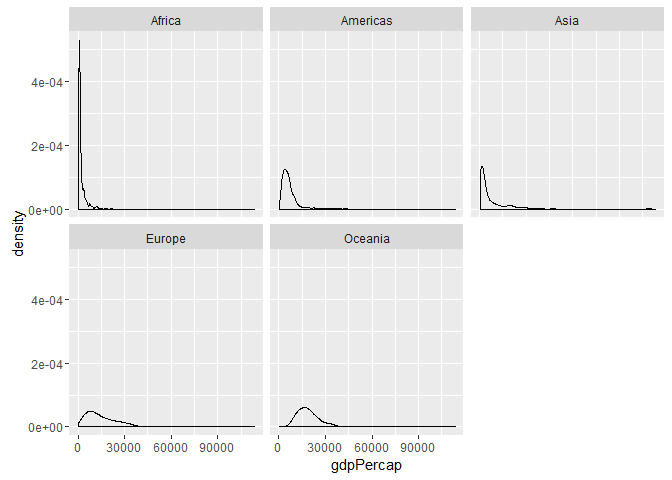 Africa Americas Asia
4e-04
2e-04
0e+00
density
Europe Oceania
4e-04
2e-04
0e+00
0 30000 60000 90000 0 30000 60000 90000
gdpPercap